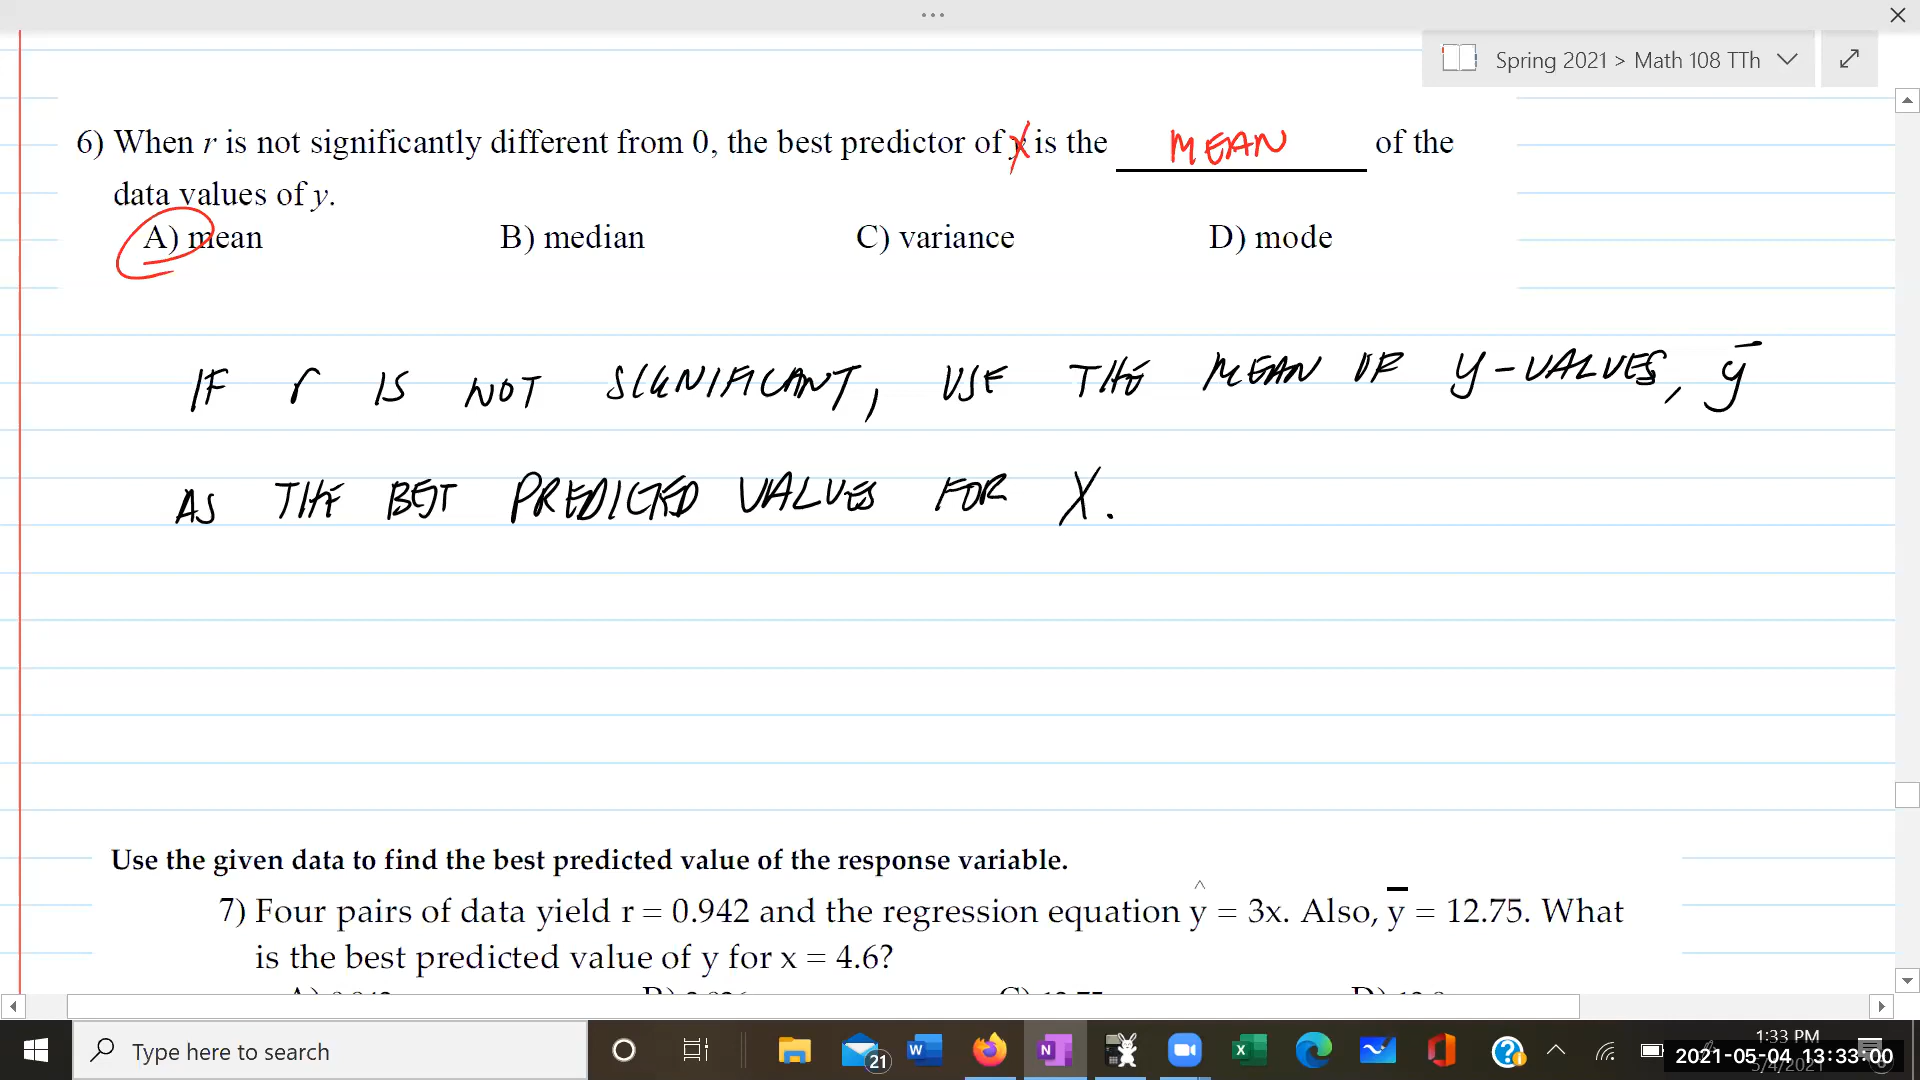 Spring 2021 > Math 108 TTh
6) When r is not significantly different from 0, the best predictor of is the MEAN of the
data values of y.
A) mean B) median C) variance D) mode
IF r IS NOT SIGNIFICANT, USE THE MEAN OF Y-VALUES, ȳ
AS THE BEST PREDICTED VALUES FOR X.
Use the given data to find the best predicted value of the response variable.
7) Four pairs of data yield r = 0.942 and the regression equation ŷ = 3x. Also, ȳ = 12.75. What
is the best predicted value of y for x = 4.6?
Type here to search
21
1:33 PM
2021-05-04 13:33:00